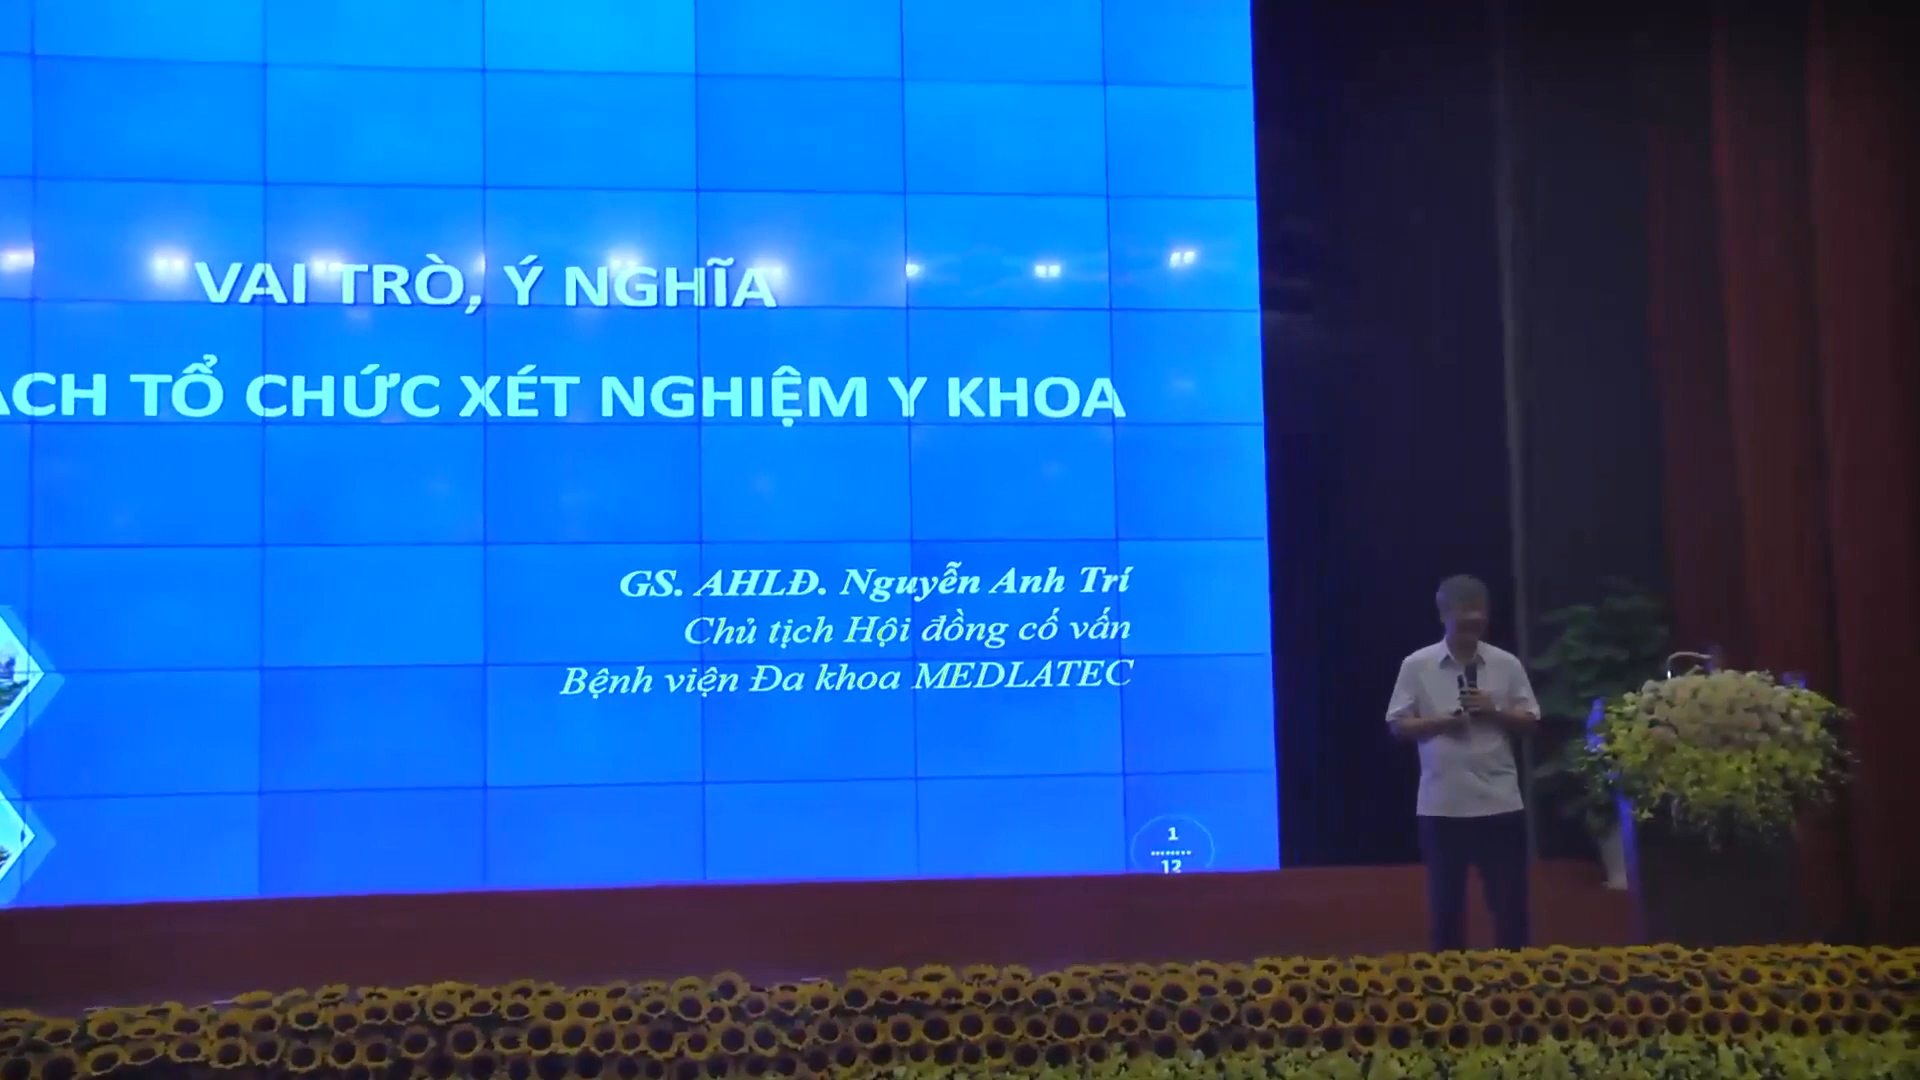 VAI TRÒ, Ý NGHĨA
TỔ CHỨC XÉT NGHIỆM Y KHOA
GS. AHLĐ. Nguyễn Anh Trí
Chủ tịch Hội đồng cố vấn
Bệnh viện Đa khoa MEDLATEC
1
12